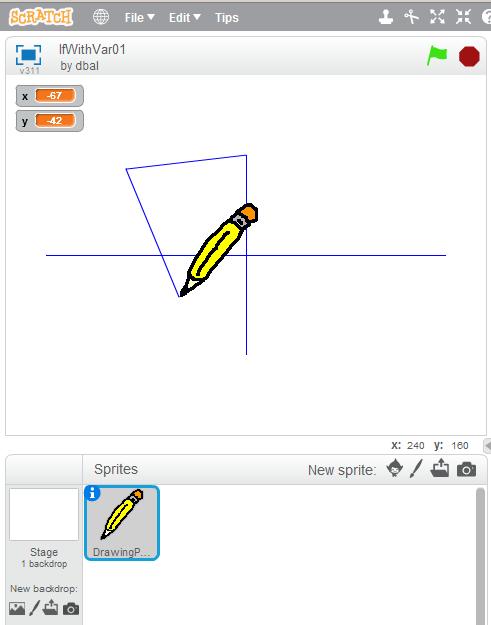 SCRATCH File Edit Tips
IfWithVar01
by dbal
v311
x -67
y -42
x: 240 y: 160
Sprites New sprite:
Stage
1 backdrop
DrawingP...
New backdrop: